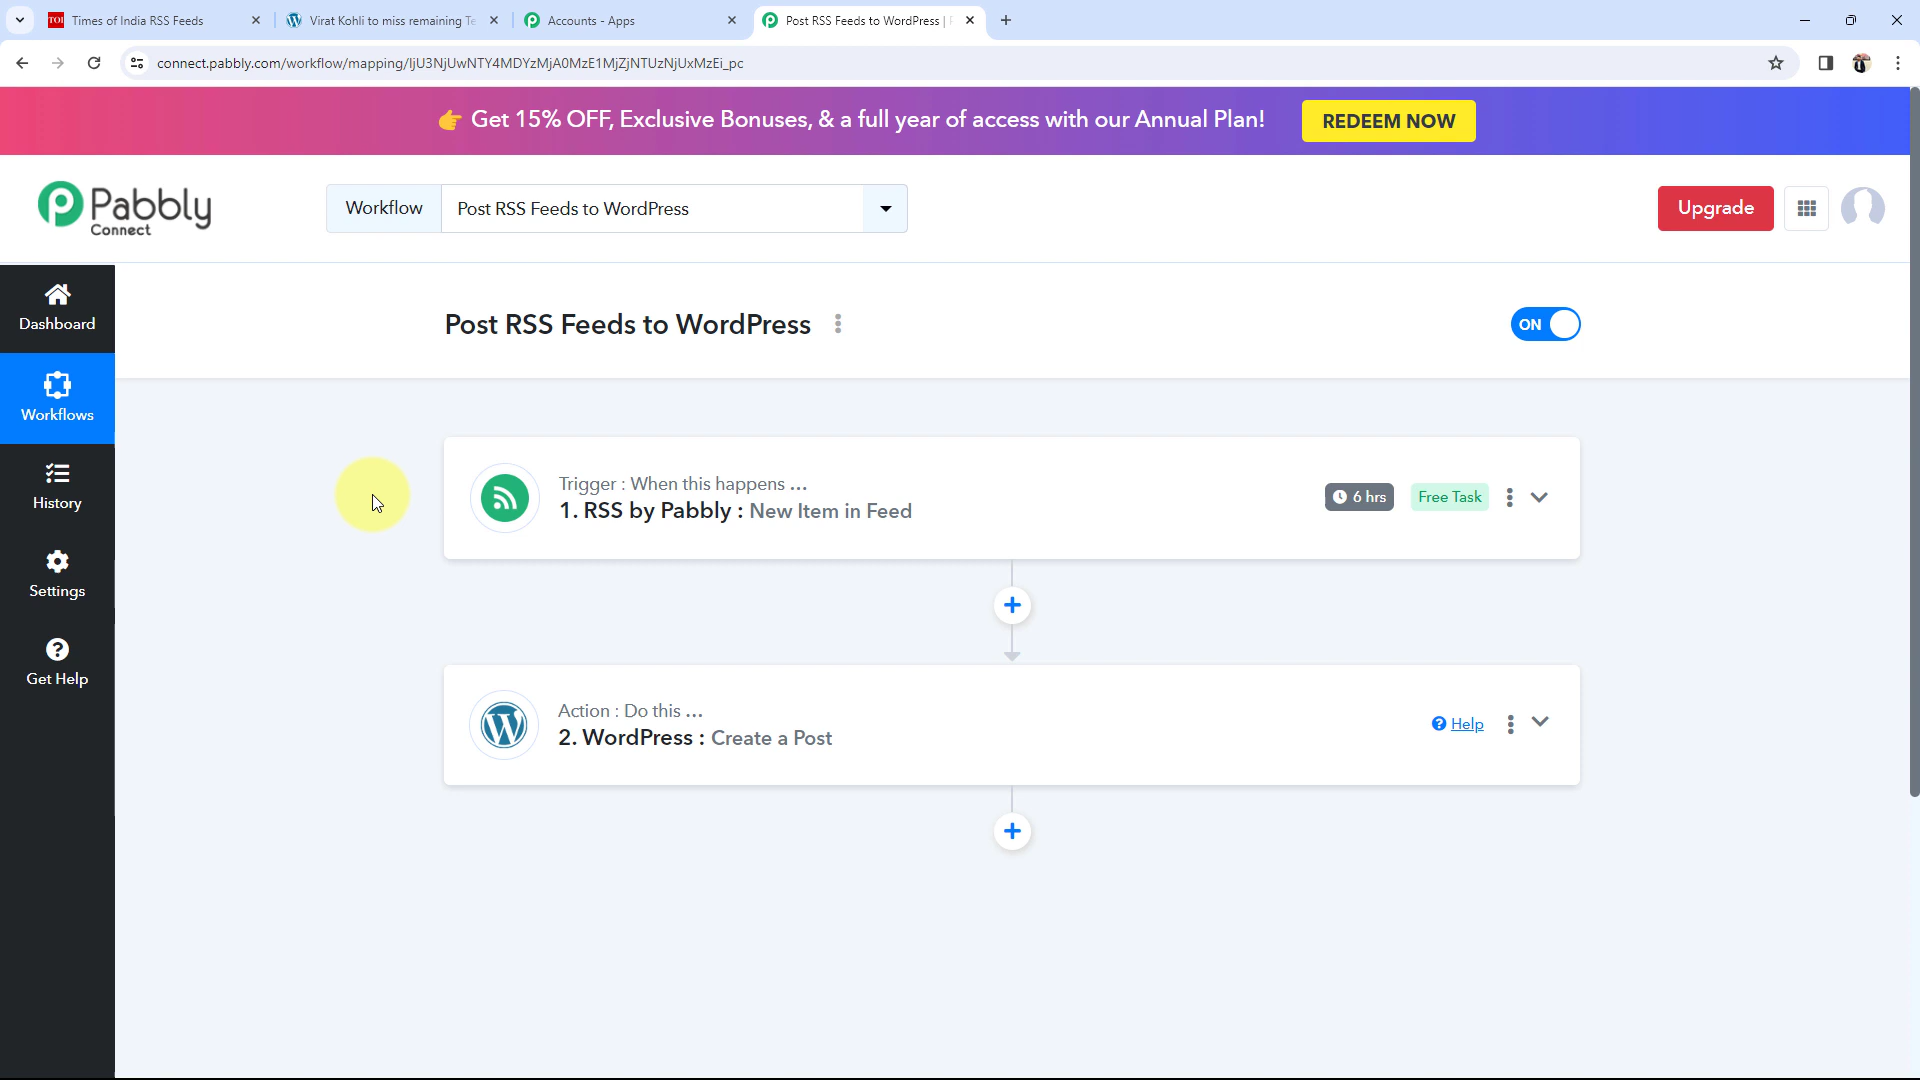 Times of India RSS Feeds
Virat Kohli to miss remaining Te
Accounts - Apps
Post RSS Feeds to WordPress |
connect.pabbly.com/workflow/mapping/IjU3NjUwNTY4MDYzMjA0MzE1MjZjNTUzNjUxMzEi_pc
👉 Get 15% OFF, Exclusive Bonuses, & a full year of access with our Annual Plan!
REDEEM NOW
Pabbly
Connect
Workflow
Post RSS Feeds to WordPress
Upgrade
Dashboard
Workflows
History
Settings
Get Help
Post RSS Feeds to WordPress
ON
Trigger : When this happens ...
1. RSS by Pabbly : New Item in Feed
6 hrs
Free Task
Action : Do this ...
2. WordPress : Create a Post
Help